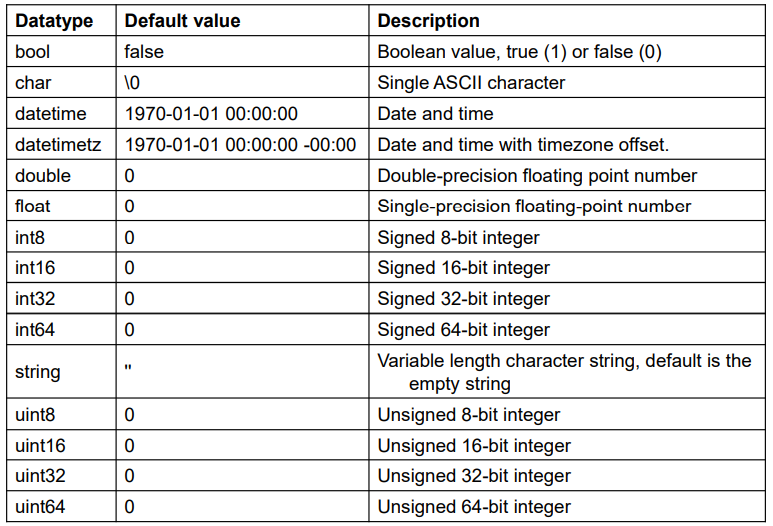 Datatype Default value Description
bool false Boolean value, true (1) or false (0)
char \0 Single ASCII character
datetime 1970-01-01 00:00:00 Date and time
datetimetz 1970-01-01 00:00:00 -00:00 Date and time with timezone offset.
double 0 Double-precision floating point number
float 0 Single-precision floating-point number
int8 0 Signed 8-bit integer
int16 0 Signed 16-bit integer
int32 0 Signed 32-bit integer
int64 0 Signed 64-bit integer
string '' Variable length character string, default is the
empty string
uint8 0 Unsigned 8-bit integer
uint16 0 Unsigned 16-bit integer
uint32 0 Unsigned 32-bit integer
uint64 0 Unsigned 64-bit integer